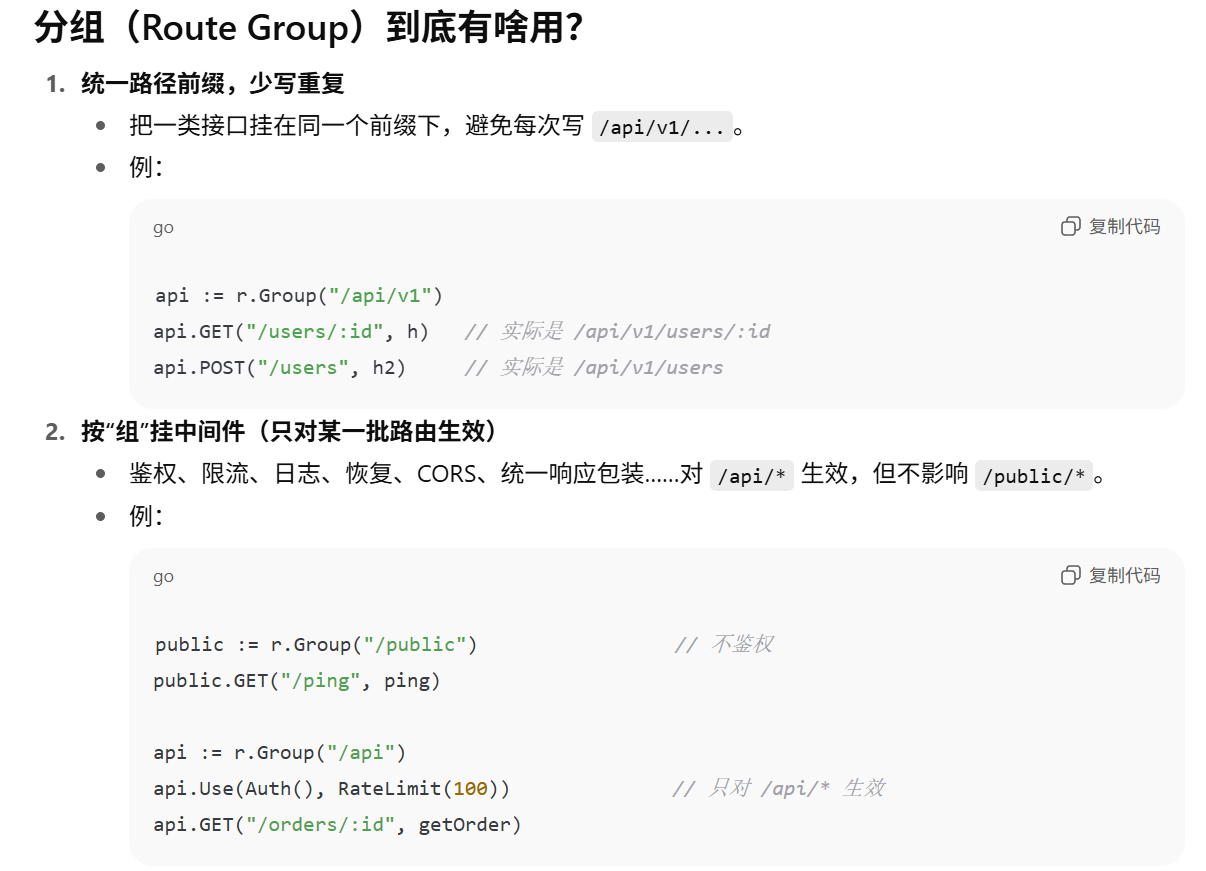 分组（Route Group）到底有啥用？
1. 统一路径前缀，少写重复
• 把一类接口挂在同一个前缀下，避免每次写 /api/v1/... 。
• 例：
go 复制代码
api := r.Group("/api/v1")
api.GET("/users/:id", h)   // 实际是 /api/v1/users/:id
api.POST("/users", h2)     // 实际是 /api/v1/users
2. 按“组”挂中间件（只对某一批路由生效）
• 鉴权、限流、日志、恢复、CORS、统一响应包装……对 /api/* 生效，但不影响 /public/* 。
• 例：
go 复制代码
public := r.Group("/public")                 // 不鉴权
public.GET("/ping", ping)
api := r.Group("/api")
api.Use(Auth(), RateLimit(100))              // 只对 /api/* 生效
api.GET("/orders/:id", getOrder)